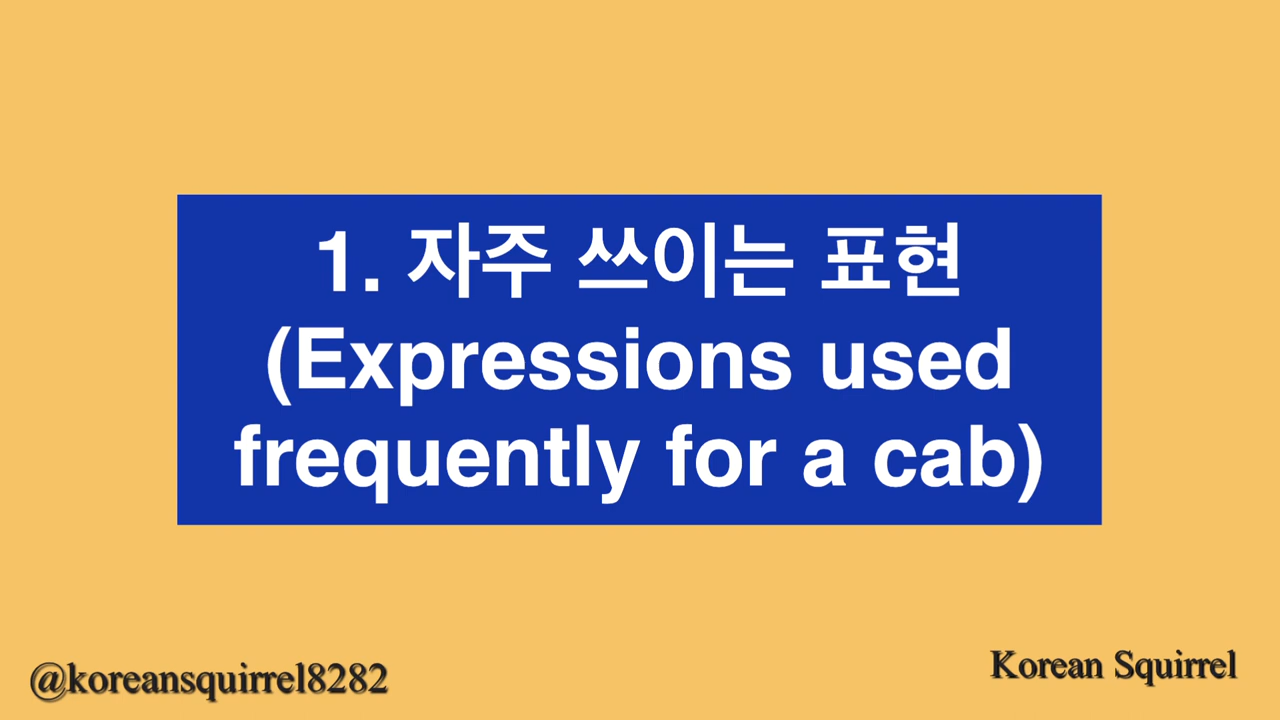 1. 자주 쓰이는 표현
(Expressions used
frequently for a cab)
@koreansquirrel8282
Korean Squirrel